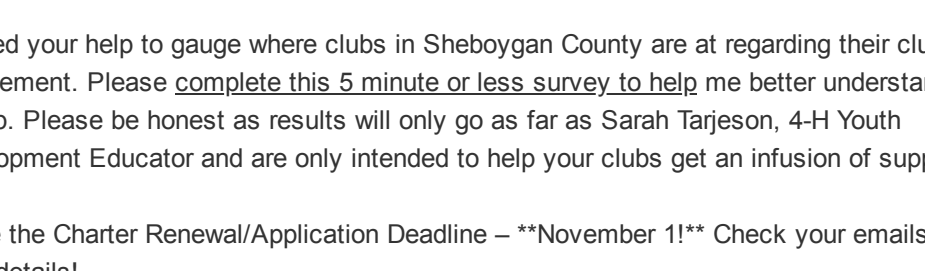 ed your help to gauge where clubs in Sheboygan County are at regarding their clu
ement. Please complete this 5 minute or less survey to help me better understa
o. Please be honest as results will only go as far as Sarah Tarjeson, 4-H Youth
opment Educator and are only intended to help your clubs get an infusion of supp
e the Charter Renewal/Application Deadline – **November 1!** Check your emails
details!